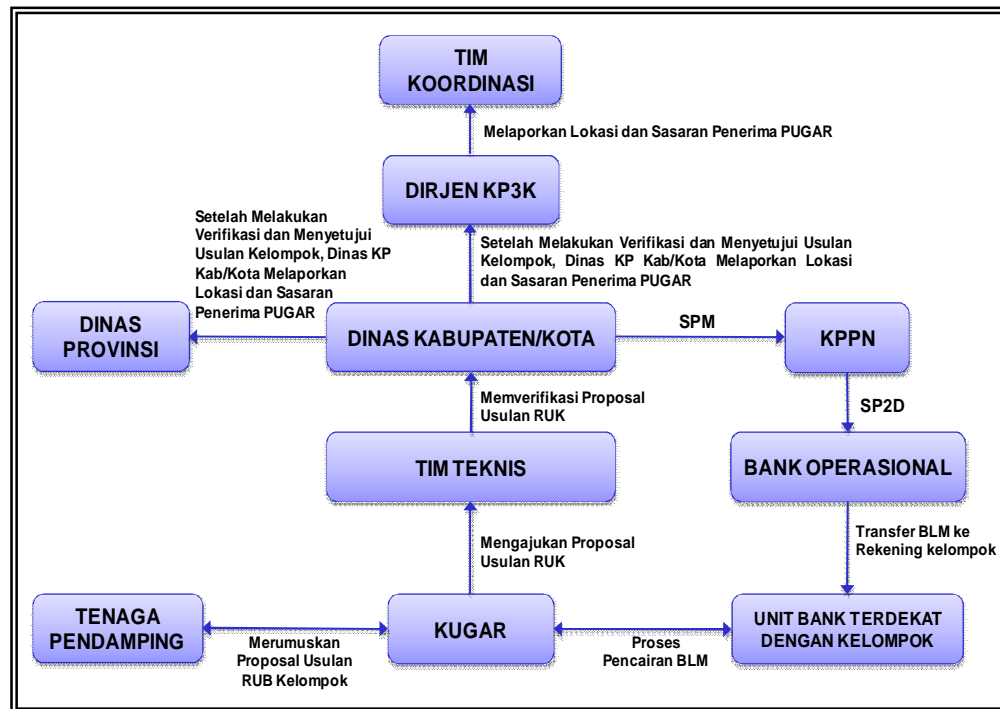 TIM
KOORDINASI
Melaporkan Lokasi dan Sasaran Penerima PUGAR
DIRJEN KP3K
Setelah Melakukan
Verifikasi dan Menyetujui
Usulan Kelompok, Dinas KP
Kab/Kota Melaporkan
Lokasi dan Sasaran
Penerima PUGAR
Setelah Melakukan Verifikasi dan Menyetujui Usulan
Kelompok, Dinas KP Kab/Kota Melaporkan Lokasi
dan Sasaran Penerima PUGAR
DINAS
PROVINSI
DINAS KABUPATEN/KOTA
SPM
KPPN
Memverifikasi Proposal
Usulan RUK
SP2D
TIM TEKNIS
BANK OPERASIONAL
Mengajukan Proposal
Usulan RUK
Transfer BLM ke
Rekening kelompok
TENAGA
PENDAMPING
Merumuskan
Proposal Usulan
RUB Kelompok
KUGAR
Proses
Pencairan BLM
UNIT BANK TERDEKAT
DENGAN KELOMPOK